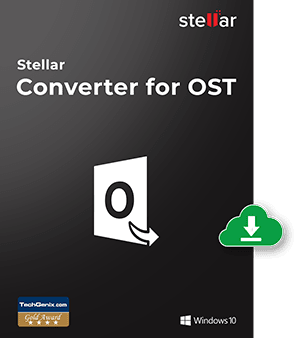 stellar
Stellar
Converter for OST
O
TechGenix.com
Gold Award
Windows 10